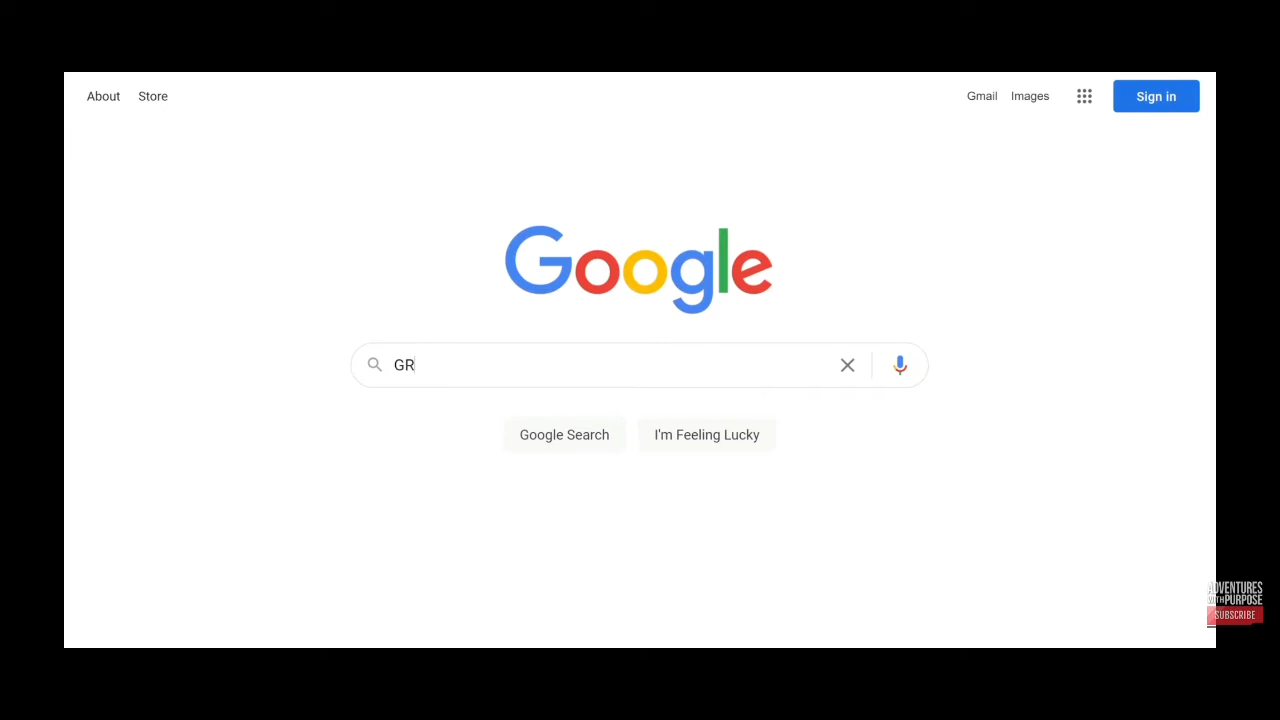 About Store
Gmail Images Sign in
Google
GR
Google Search I'm Feeling Lucky
ADVENTURES
WITH PURPOSE
SUBSCRIBE